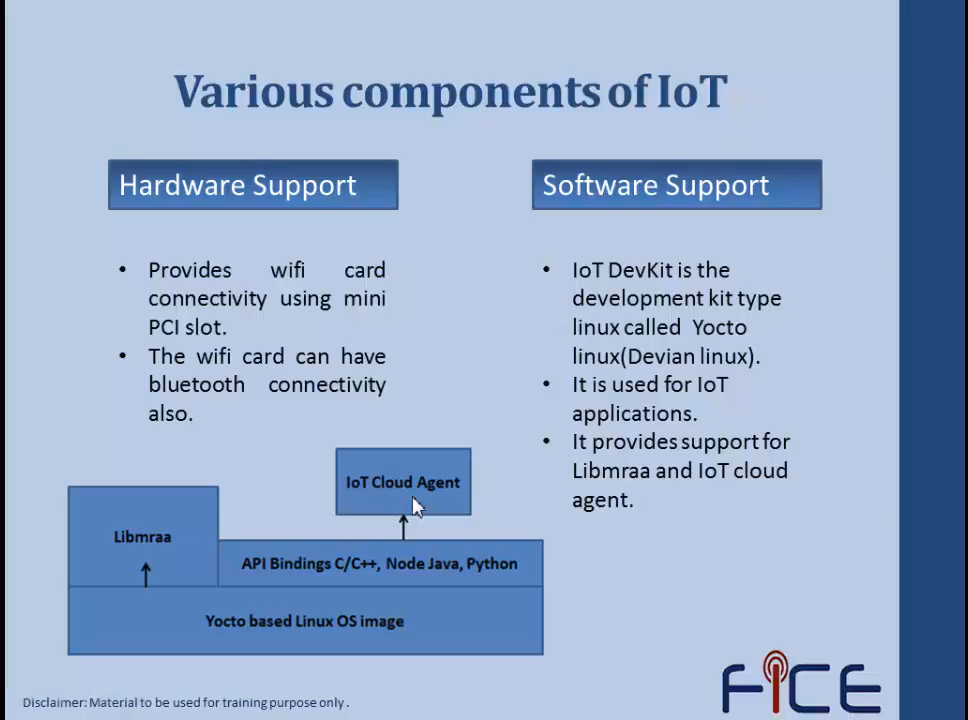 Various components of IoT
Hardware Support
• Provides wifi card
connectivity using mini
PCI slot.
• The wifi card can have
bluetooth connectivity
also.
Software Support
• IoT DevKit is the
development kit type
linux called Yocto
linux(Devian linux).
• It is used for IoT
applications.
• It provides support for
Libmraa and IoT cloud
agent.
IoT Cloud Agent
Libmraa
API Bindings C/C++, Node Java, Python
Yocto based Linux OS image
Disclaimer: Material to be used for training purpose only .
FiCE